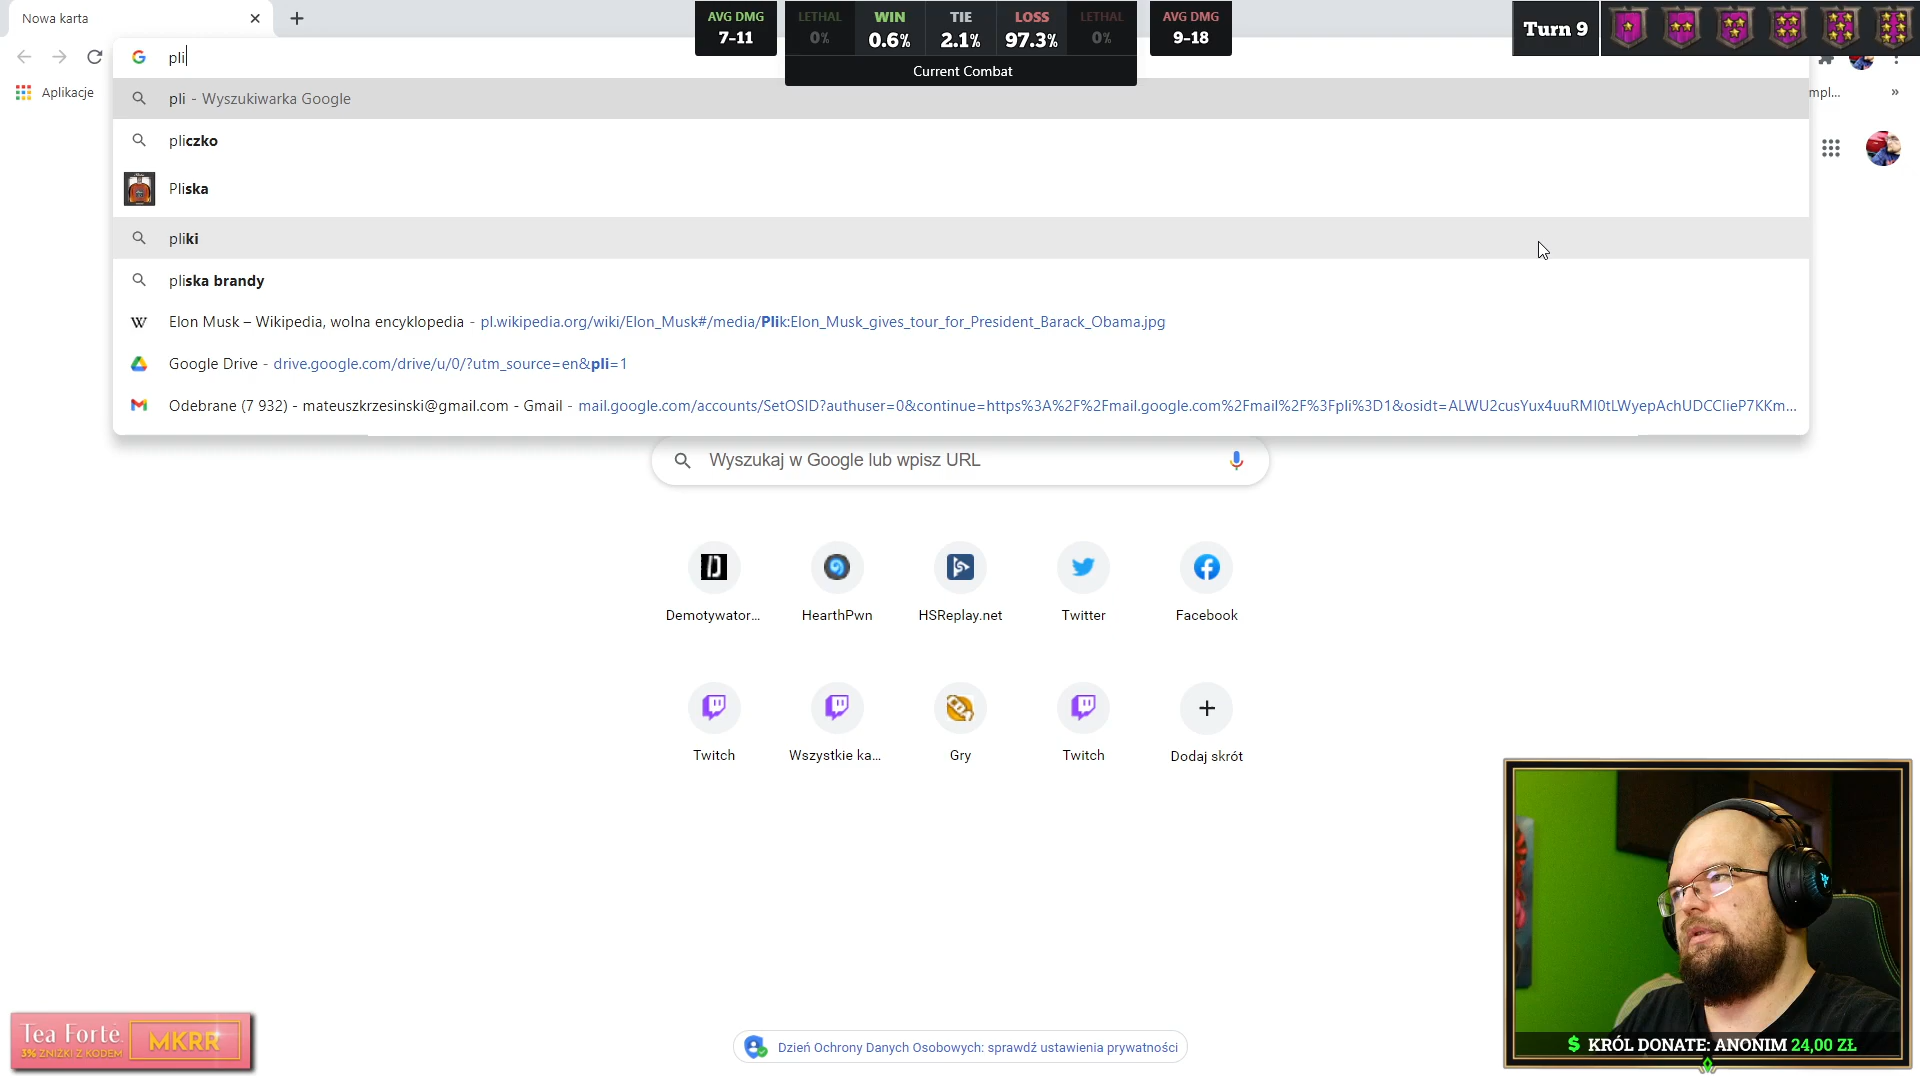 Nowa karta
AVG DMG
7-11
LETHAL
0%
WIN
0.6%
TIE
2.1%
LOSS
97.3%
LETHAL
0%
AVG DMG
9-18
Current Combat
Turn 9
pli
Aplikacje
mpl...
»
pli - Wyszukiwarka Google
pliczko
Pliska
pliki
pliska brandy
Elon Musk – Wikipedia, wolna encyklopedia - pl.wikipedia.org/wiki/Elon_Musk#/media/Plik:Elon_Musk_gives_tour_for_President_Barack_Obama.jpg
Google Drive - drive.google.com/drive/u/0/?utm_source=en&pli=1
Odebrane (7 932) - mateuszkrzesinski@gmail.com - Gmail - mail.google.com/accounts/SetOSID?authuser=0&continue=https%3A%2F%2Fmail.google.com%2Fmail%2F%3Fpli%3D1&osidt=ALWU2cusYux4uuRMI0tLWyepAchUDCClieP7KKm...
Wyszukaj w Google lub wpisz URL
Demotywator...
HearthPwn
HSReplay.net
Twitter
Facebook
Twitch
Wszystkie ka...
Gry
Twitch
Dodaj skrót
Tea Forté
3% ZNIŻKI Z KODEM
MKRR
Dzień Ochrony Danych Osobowych: sprawdź ustawienia prywatności
$ KRÓL DONATE: ANONIM 24,00 ZŁ